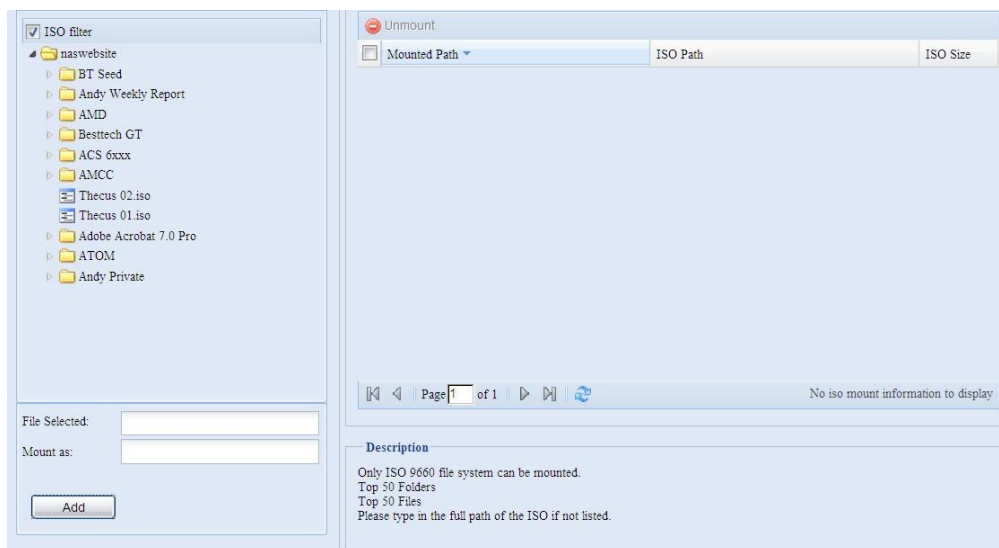 ISO filter
naswebsite
BT Seed
Andy Weekly Report
AMD
Besttech GT
ACS 6xxx
AMCC
Thecus 02.iso
Thecus 01.iso
Adobe Acrobat 7.0 Pro
ATOM
Andy Private
File Selected:
Mount as:
Add
Unmount
Mounted Path ISO Path ISO Size
Page 1 of 1 No iso mount information to display
Description
Only ISO 9660 file system can be mounted.
Top 50 Folders
Top 50 Files
Please type in the full path of the ISO if not listed.